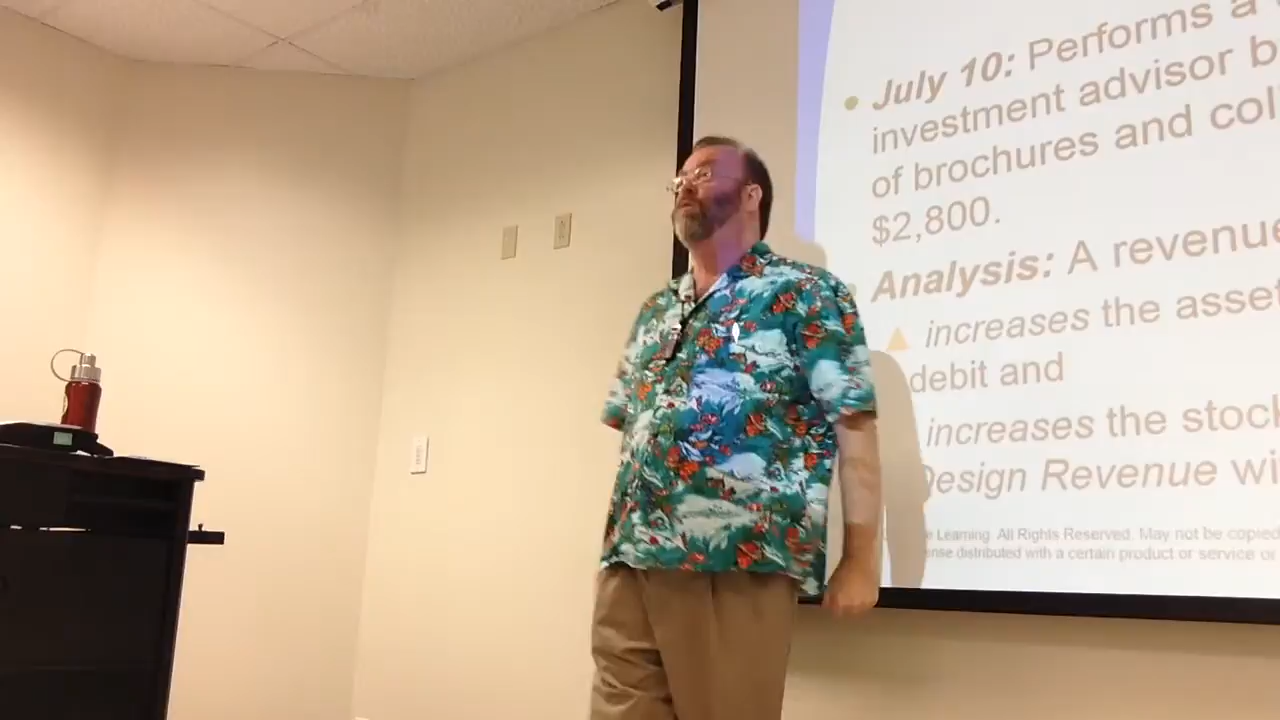 • July 10: Performs a
investment advisor b
of brochures and col
$2,800.
Analysis: A revenue
increases the asse
debit and
increases the stock
Design Revenue wi
Learning. All Rights Reserved. May not be copied
distributed with a certain product or service or